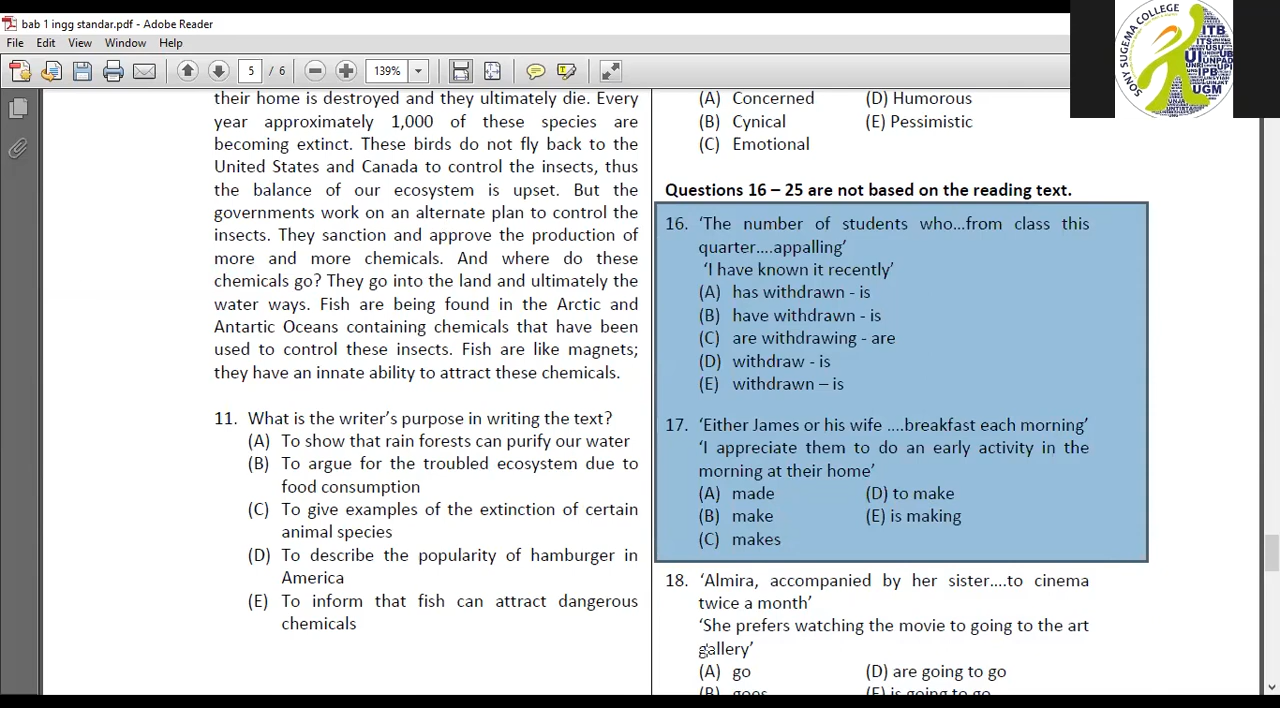 bab 1 ingg standar.pdf - Adobe Reader
File Edit View Window Help
5 / 6 139%
SONY SUGEMA COLLEGE
ITB
UI
IPB
UGM
their home is destroyed and they ultimately die. Every
year approximately 1,000 of these species are
becoming extinct. These birds do not fly back to the
United States and Canada to control the insects, thus
the balance of our ecosystem is upset. But the
governments work on an alternate plan to control the
insects. They sanction and approve the production of
more and more chemicals. And where do these
chemicals go? They go into the land and ultimately the
water ways. Fish are being found in the Arctic and
Antartic Oceans containing chemicals that have been
used to control these insects. Fish are like magnets;
they have an innate ability to attract these chemicals.
11. What is the writer's purpose in writing the text?
(A) To show that rain forests can purify our water
(B) To argue for the troubled ecosystem due to
food consumption
(C) To give examples of the extinction of certain
animal species
(D) To describe the popularity of hamburger in
America
(E) To inform that fish can attract dangerous
chemicals
(A) Concerned (D) Humorous
(B) Cynical (E) Pessimistic
(C) Emotional
Questions 16 – 25 are not based on the reading text.
16. ‘The number of students who...from class this
quarter....appalling’
‘I have known it recently’
(A) has withdrawn - is
(B) have withdrawn - is
(C) are withdrawing - are
(D) withdraw - is
(E) withdrawn – is
17. ‘Either James or his wife ....breakfast each morning’
‘I appreciate them to do an early activity in the
morning at their home’
(A) made (D) to make
(B) make (E) is making
(C) makes
18. ‘Almira, accompanied by her sister....to cinema
twice a month’
‘She prefers watching the movie to going to the art
gallery’
(A) go (D) are going to go
(B) goes (E) is going to go